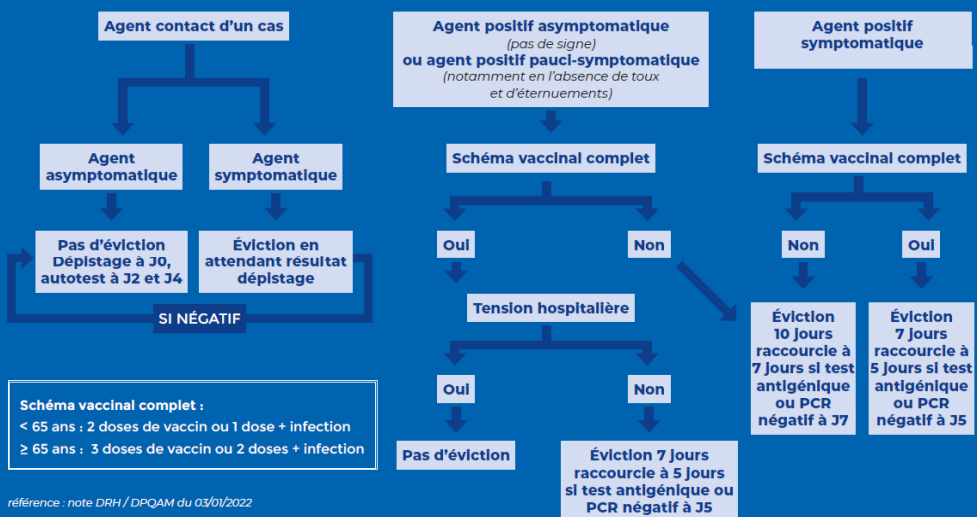 Agent contact d'un cas
Agent
asymptomatique
Agent
symptomatique
Pas d'éviction
Dépistage à J0,
autotest à J2 et J4
Éviction en
attendant résultat
dépistage
SI NÉGATIF
Schéma vaccinal complet :
< 65 ans : 2 doses de vaccin ou 1 dose + infection
≥ 65 ans : 3 doses de vaccin ou 2 doses + infection
référence : note DRH / DPQAM du 03/01/2022
Agent positif asymptomatique
(pas de signe)
ou agent positif pauci-symptomatique
(notamment en l'absence de toux
et d'éternuements)
Schéma vaccinal complet
Oui
Non
Tension hospitalière
Oui
Non
Pas d'éviction
Éviction 7 jours
raccourcie à 5 jours
si test antigénique ou
PCR négatif à J5
Agent positif
symptomatique
Schéma vaccinal complet
Non
Oui
Éviction
10 jours
raccourcle à
7 jours si test
antigénique
ou PCR
négatif à J7
Éviction
7 jours
raccourcle à
5 jours si test
antigénique
ou PCR
négatif à J5